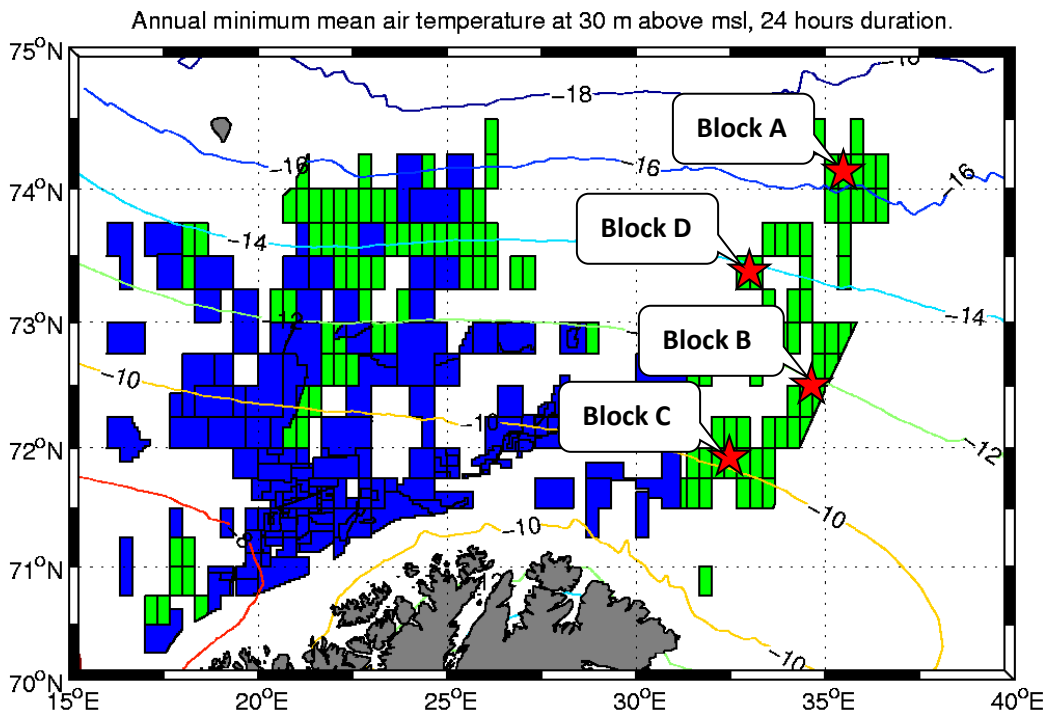 Annual minimum mean air temperature at 30 m above msl, 24 hours duration.
75°N
74°N
73°N
72°N
71°N
70°N
15°E
20°E
25°E
30°E
35°E
40°E
−18
Block A
−16
−16
−16
Block D
−14
−14
−12
Block B
−10
−10
Block C
−12
−10
−10
−8
−10